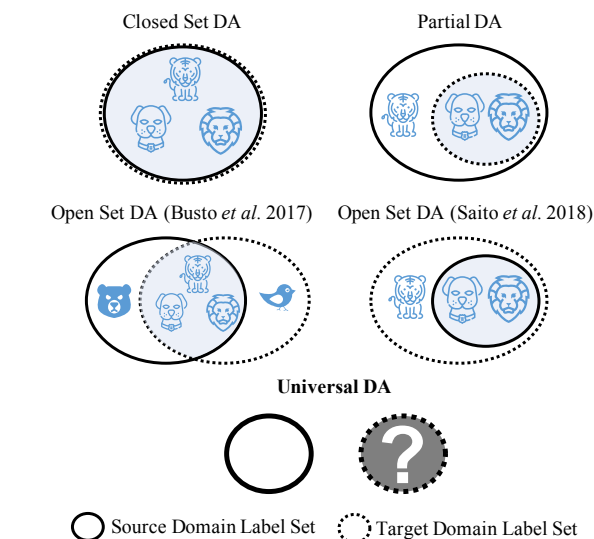 Closed Set DA
Partial DA
Open Set DA (Busto et al. 2017)
Open Set DA (Saito et al. 2018)
Universal DA
?
Source Domain Label Set
Target Domain Label Set